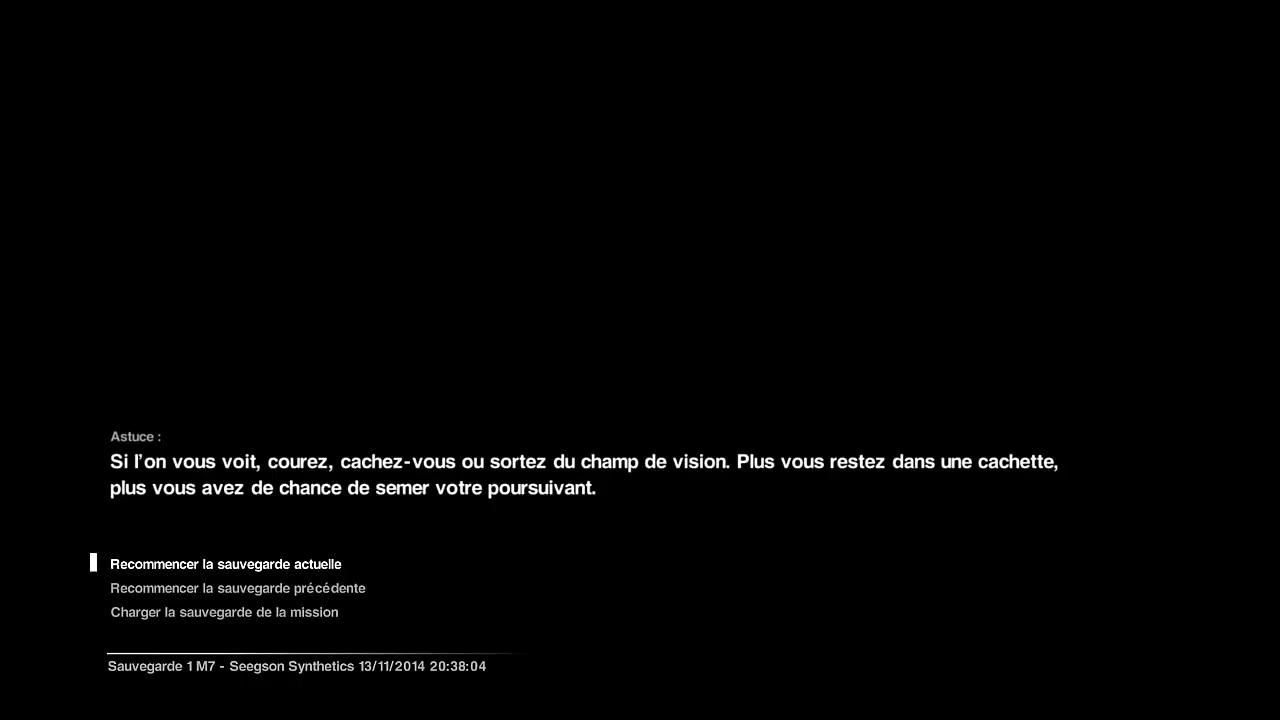 Astuce :
Si l’on vous voit, courez, cachez-vous ou sortez du champ de vision. Plus vous restez dans une cachette,
plus vous avez de chance de semer votre poursuivant.
Recommencer la sauvegarde actuelle
Recommencer la sauvegarde précédente
Charger la sauvegarde de la mission
Sauvegarde 1 M7 - Seegson Synthetics 13/11/2014 20:38:04